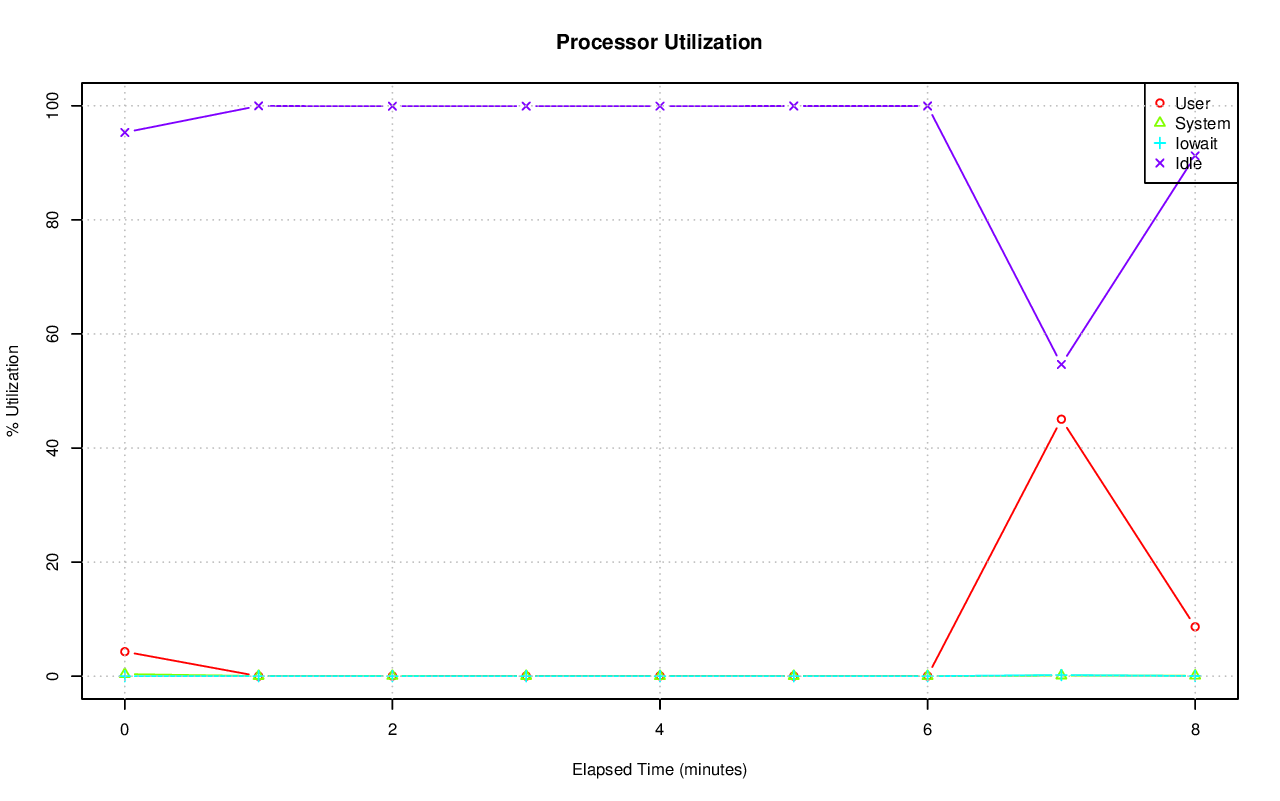 Processor Utilization
% Utilization
100
80
60
40
20
0
User
System
Iowait
Idle
0 2 4 6 8
Elapsed Time (minutes)